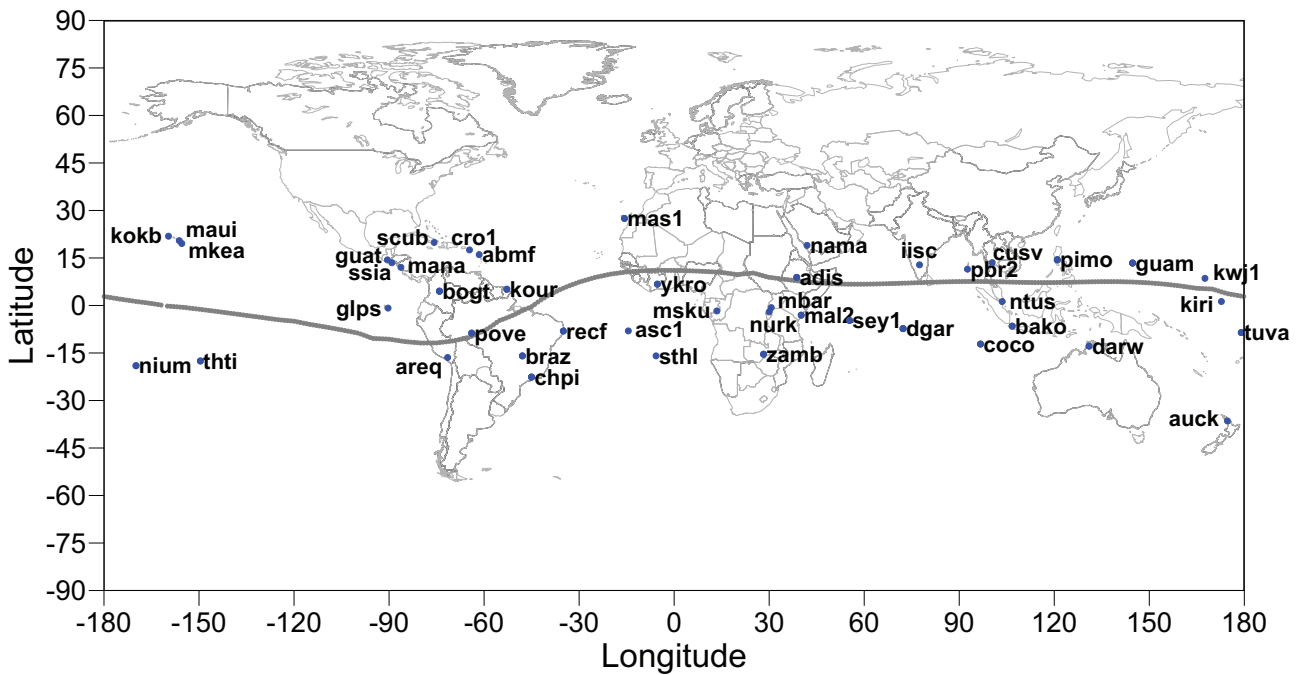 90
75
60
45
30
15
0
-15
-30
-45
-60
-75
-90
Latitude
-180 -150 -120 -90 -60 -30 0 30 60 90 120 150 180
Longitude
mas1
kokb
maui
mkea
scub
cro1
abmf
guat
ssia
mana
bogt
kour
glps
nama
adis
iisc
pbr2
cusv
pimo
guam
kwj1
kiri
ykro
msku
mbar
nurk
mal2
sey1
dgar
ntus
bako
tuva
pove
recf
asc1
areq
braz
sthl
zamb
coco
darw
nium
thti
chpi
auck